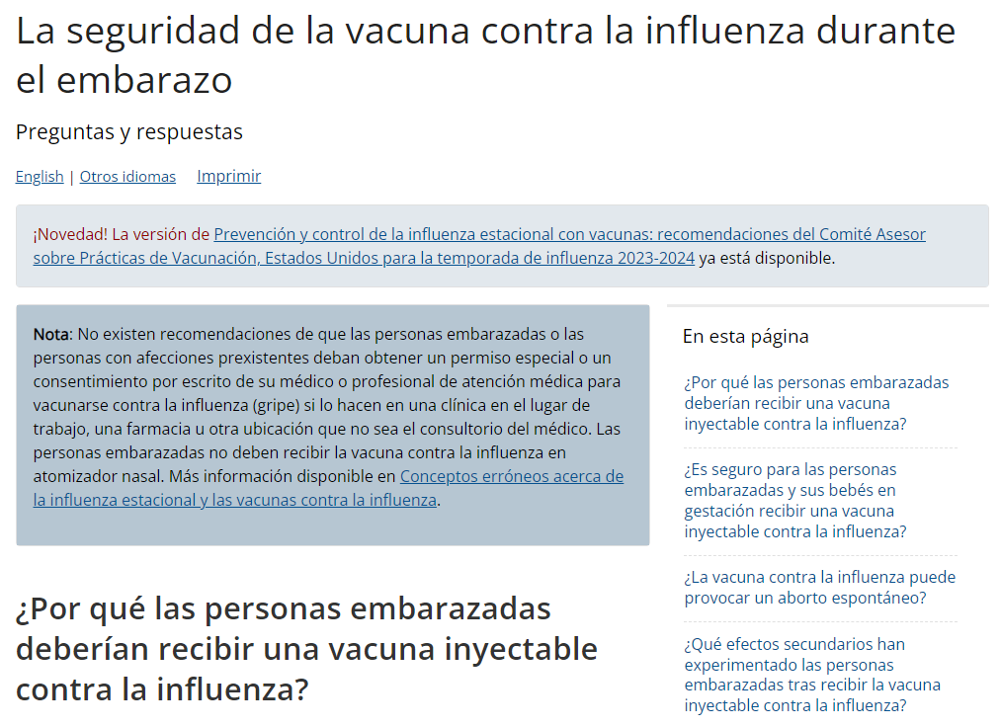 La seguridad de la vacuna contra la influenza durante
el embarazo
Preguntas y respuestas
English | Otros idiomas Imprimir
¡Novedad! La versión de Prevención y control de la influenza estacional con vacunas: recomendaciones del Comité Asesor
sobre Prácticas de Vacunación, Estados Unidos para la temporada de influenza 2023-2024 ya está disponible.
Nota: No existen recomendaciones de que las personas embarazadas o las
personas con afecciones prexistentes deban obtener un permiso especial o un
consentimiento por escrito de su médico o profesional de atención médica para
vacunarse contra la influenza (gripe) si lo hacen en una clínica en el lugar de
trabajo, una farmacia u otra ubicación que no sea el consultorio del médico. Las
personas embarazadas no deben recibir la vacuna contra la influenza en
atomizador nasal. Más información disponible en Conceptos erróneos acerca de
la influenza estacional y las vacunas contra la influenza.
¿Por qué las personas embarazadas
deberían recibir una vacuna inyectable
contra la influenza?
En esta página
¿Por qué las personas embarazadas
deberían recibir una vacuna
inyectable contra la influenza?
¿Es seguro para las personas
embarazadas y sus bebés en
gestación recibir una vacuna
inyectable contra la influenza?
¿La vacuna contra la influenza puede
provocar un aborto espontáneo?
¿Qué efectos secundarios han
experimentado las personas
embarazadas tras recibir la vacuna
inyectable contra la influenza?